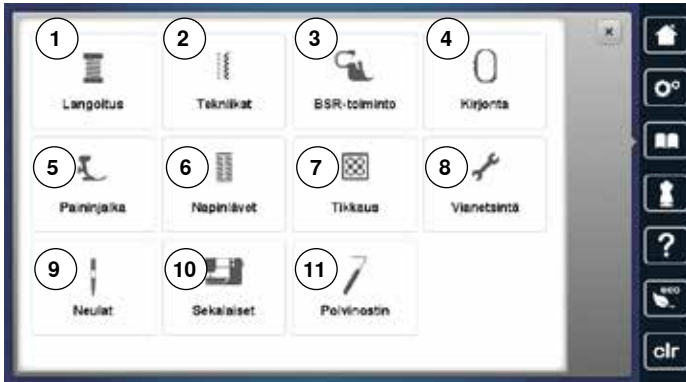 1 2 3 4
Langoitus Tekniikat BSR-toiminto Kirjonta
5 6 7 8
Paininjalka Napinlävet Tikkaus Vianetsintä
9 10 11
Neulat Sekalaiset Polvinostin
×
?
eco
clr